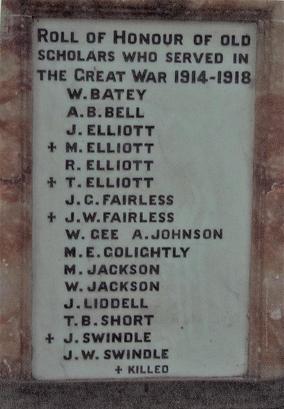 ROLL OF HONOUR OF OLD
SCHOLARS WHO SERVED IN
THE GREAT WAR 1914-1918
W. BATEY
A. B. BELL
J. ELLIOTT
+ M. ELLIOTT
R. ELLIOTT
+ T. ELLIOTT
J. G. FAIRLESS
+ J. W. FAIRLESS
W. GEE A. JOHNSON
M. E. GOLIGHTLY
M. JACKSON
W. JACKSON
J. LIDDELL
T. B. SHORT
+ J. SWINDLE
J. W. SWINDLE
+ KILLED